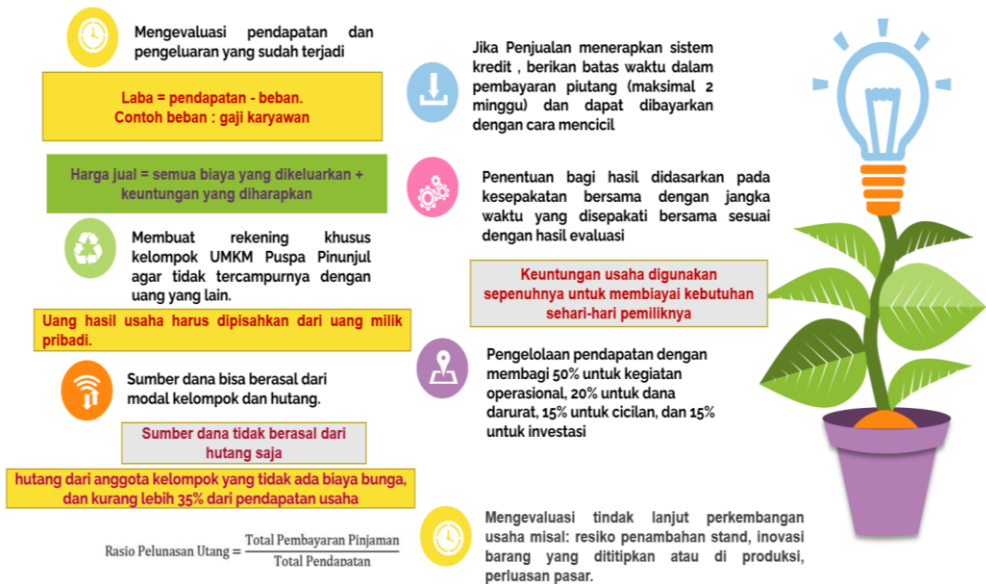 Mengevaluasi pendapatan dan
pengeluaran yang sudah terjadi
Laba = pendapatan - beban.
Contoh beban : gaji karyawan
Harga jual = semua biaya yang dikeluarkan +
keuntungan yang diharapkan
Membuat rekening khusus
kelompok UMKM Puspa Pinunjul
agar tidak tercampurnya dengan
uang yang lain.
Uang hasil usaha harus dipisahkan dari uang milik
pribadi.
Sumber dana bisa berasal dari
modal kelompok dan hutang.
Sumber dana tidak berasal dari
hutang saja
hutang dari anggota kelompok yang tidak ada biaya bunga,
dan kurang lebih 35% dari pendapatan usaha
Rasio Pelunasan Utang = Total Pembayaran Pinjaman
Total Pendapatan
Jika Penjualan menerapkan sistem
kredit , berikan batas waktu dalam
pembayaran piutang (maksimal 2
minggu) dan dapat dibayarkan
dengan cara mencicil
Penentuan bagi hasil didasarkan pada
kesepakatan bersama dengan jangka
waktu yang disepakati bersama sesuai
dengan hasil evaluasi
Keuntungan usaha digunakan
sepenuhnya untuk membiayai kebutuhan
sehari-hari pemiliknya
Pengelolaan pendapatan dengan
membagi 50% untuk kegiatan
operasional, 20% untuk dana
darurat, 15% untuk cicilan, dan 15%
untuk investasi
Mengevaluasi tindak lanjut perkembangan
usaha misal: resiko penambahan stand, inovasi
barang yang dititipkan atau di produksi,
perluasan pasar.